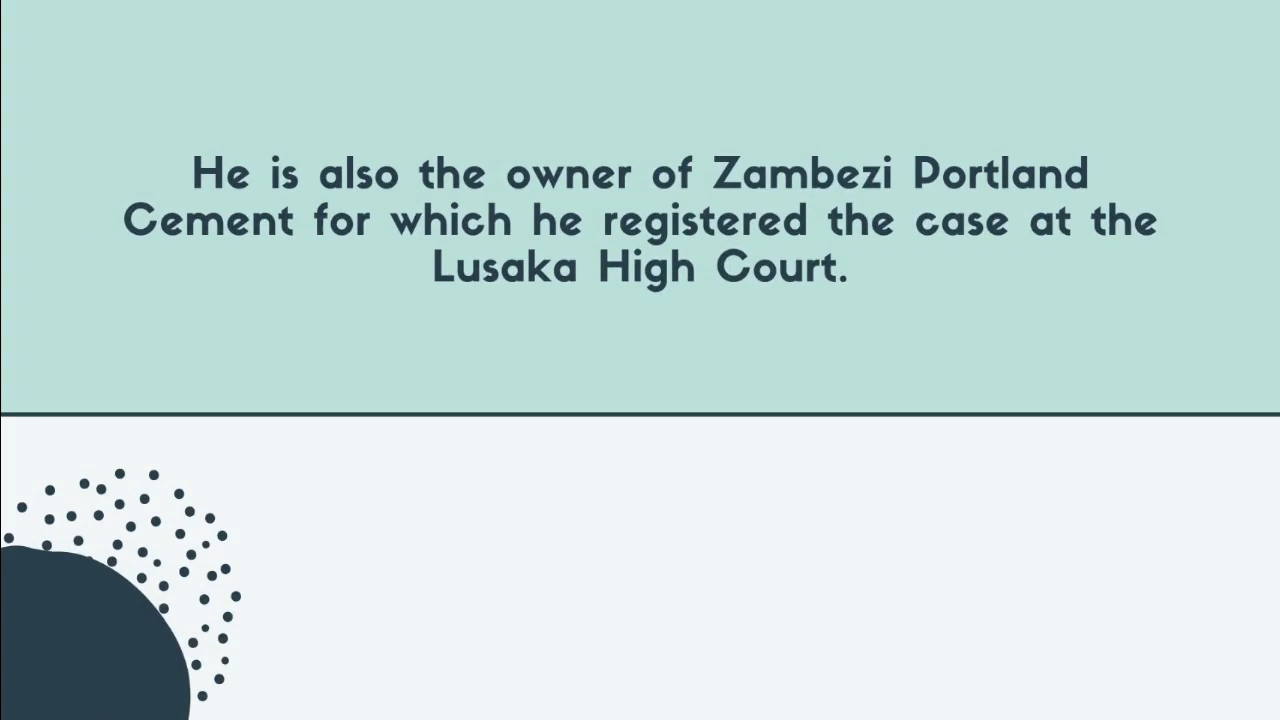 He is also the owner of Zambezi Portland
Cement for which he registered the case at the
Lusaka High Court.